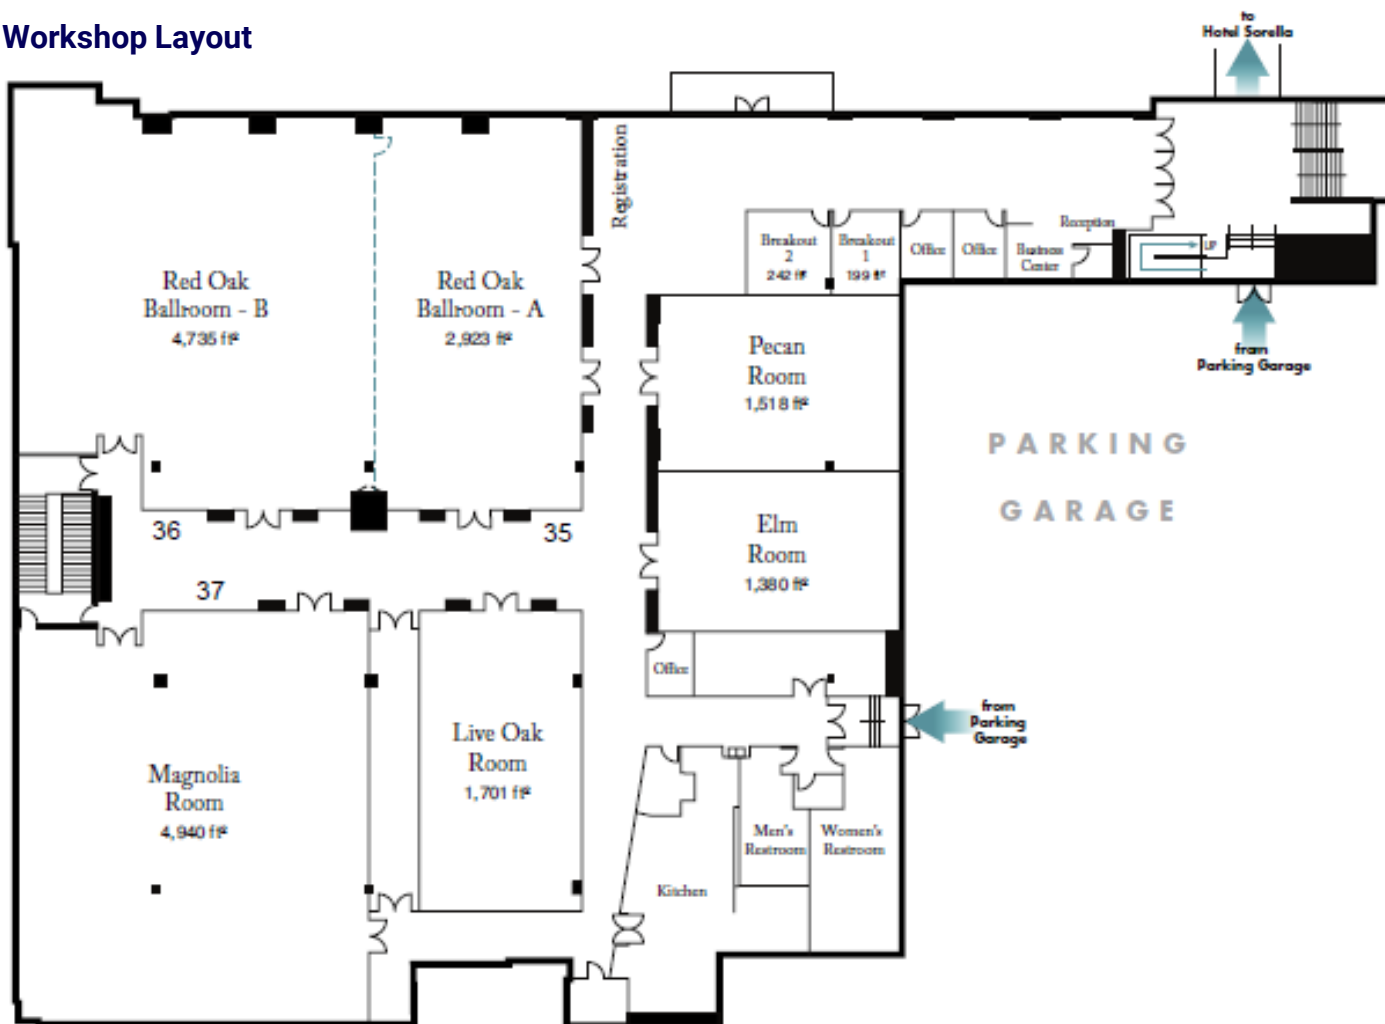 Workshop Layout
to
Hotel Sorella
Registration
Reception
Breakout
2
242 ft²
Breakout
1
199 ft²
Office
Office
Business
Center
UP
Red Oak
Ballroom - B
4,735 ft²
Red Oak
Ballroom - A
2,923 ft²
Pecan
Room
1,518 ft²
from
Parking Garage
PARKING
GARAGE
36
35
Elm
Room
1,380 ft²
37
Office
from
Parking
Garage
Live Oak
Room
1,701 ft²
Magnolia
Room
4,940 ft²
Men's
Restroom
Women's
Restroom
Kitchen